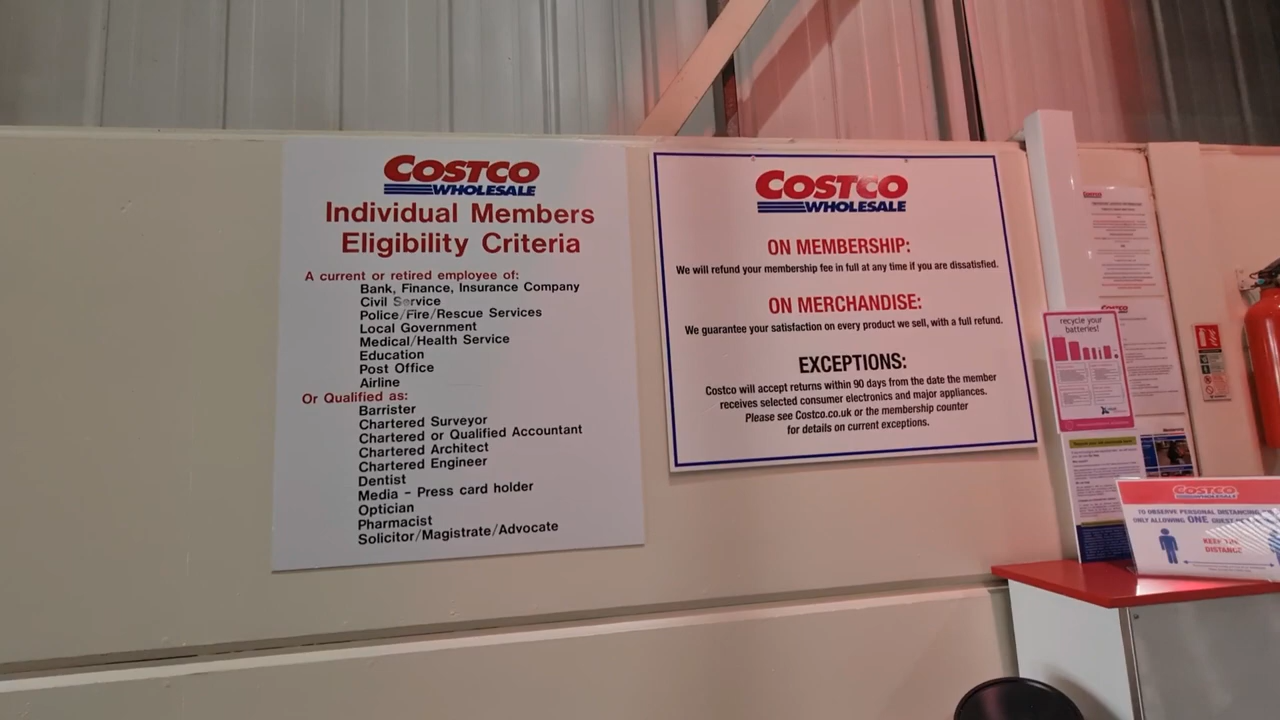 COSTCO
WHOLESALE
Individual Members
Eligibility Criteria
A current or retired employee of:
Bank, Finance, Insurance Company
Civil Service
Police/Fire/Rescue Services
Local Government
Medical/Health Service
Education
Post Office
Airline
Or Qualified as:
Barrister
Chartered Surveyor
Chartered or Qualified Accountant
Chartered Architect
Chartered Engineer
Dentist
Media - Press card holder
Optician
Pharmacist
Solicitor/Magistrate/Advocate
COSTCO
WHOLESALE
ON MEMBERSHIP:
We will refund your membership fee in full at any time if you are dissatisfied.
ON MERCHANDISE:
We guarantee your satisfaction on every product we sell, with a full refund.
EXCEPTIONS:
Costco will accept returns within 90 days from the date the member
receives selected consumer electronics and major appliances.
Please see Costco.co.uk or the membership counter
for details on current exceptions.
recycle your
batteries!
COSTCO
WHOLESALE
TO OBSERVE PERSONAL DISTANCING
ONLY ALLOWING ONE GUEST
KEEP
DISTANCE